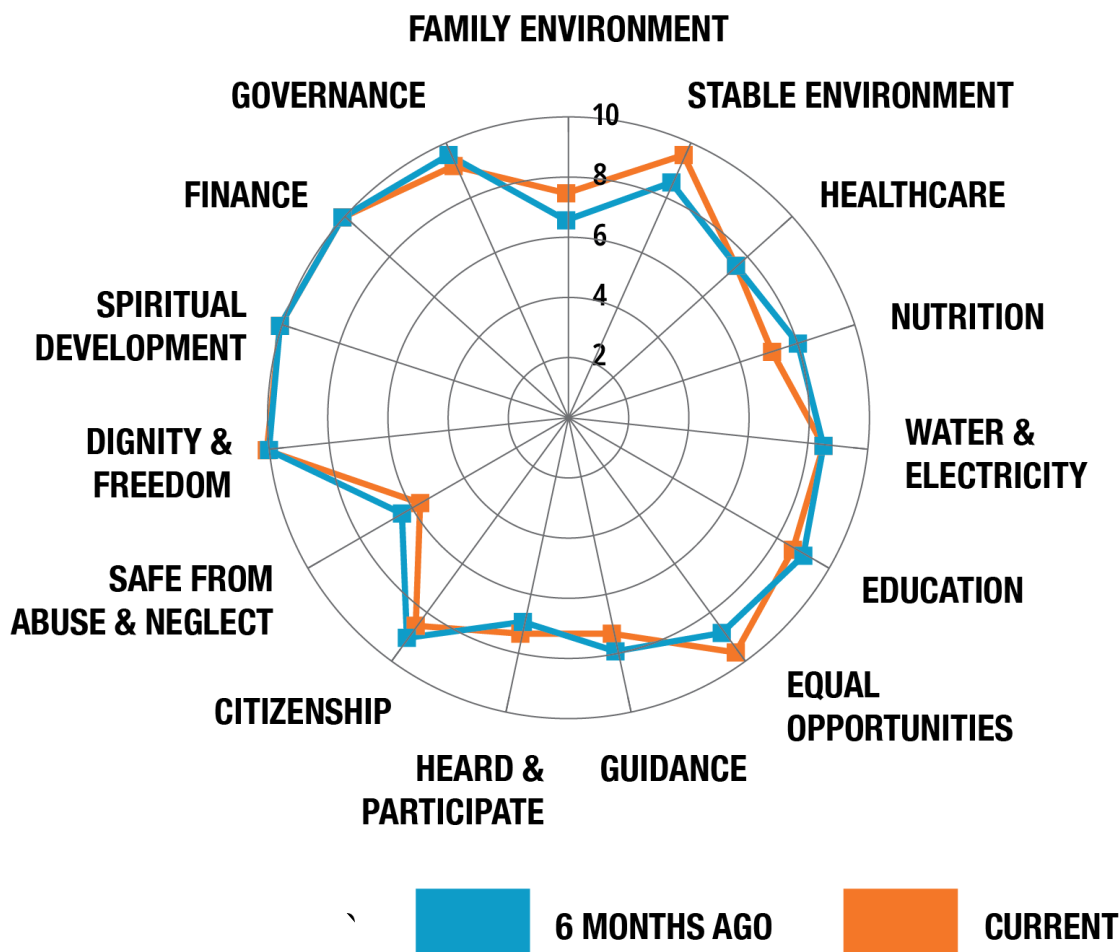 FAMILY ENVIRONMENT
GOVERNANCE
STABLE ENVIRONMENT
10
FINANCE
8
HEALTHCARE
6
SPIRITUAL
DEVELOPMENT
4
NUTRITION
2
DIGNITY &
FREEDOM
WATER &
ELECTRICITY
SAFE FROM
ABUSE & NEGLECT
EDUCATION
CITIZENSHIP
EQUAL
OPPORTUNITIES
HEARD &
PARTICIPATE
GUIDANCE
6 MONTHS AGO
CURRENT